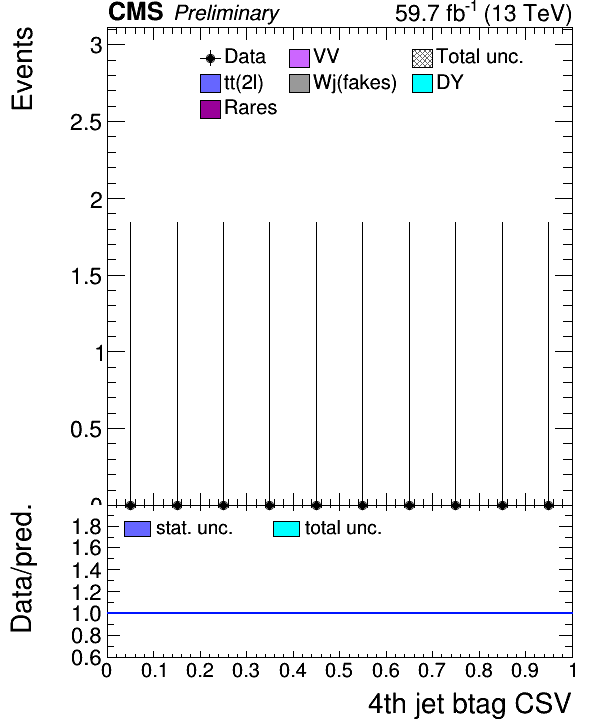 CMS Preliminary 59.7 fb-1 (13 TeV)
Events
3
2.5
2
1.5
1
0.5
0
Data VV Total unc.
tt(2l) Wj(fakes) DY
Rares
Data/pred.
1.8
1.6
1.4
1.2
1.0
0.8
0.6
stat. unc. total unc.
0 0.1 0.2 0.3 0.4 0.5 0.6 0.7 0.8 0.9 1
4th jet btag CSV